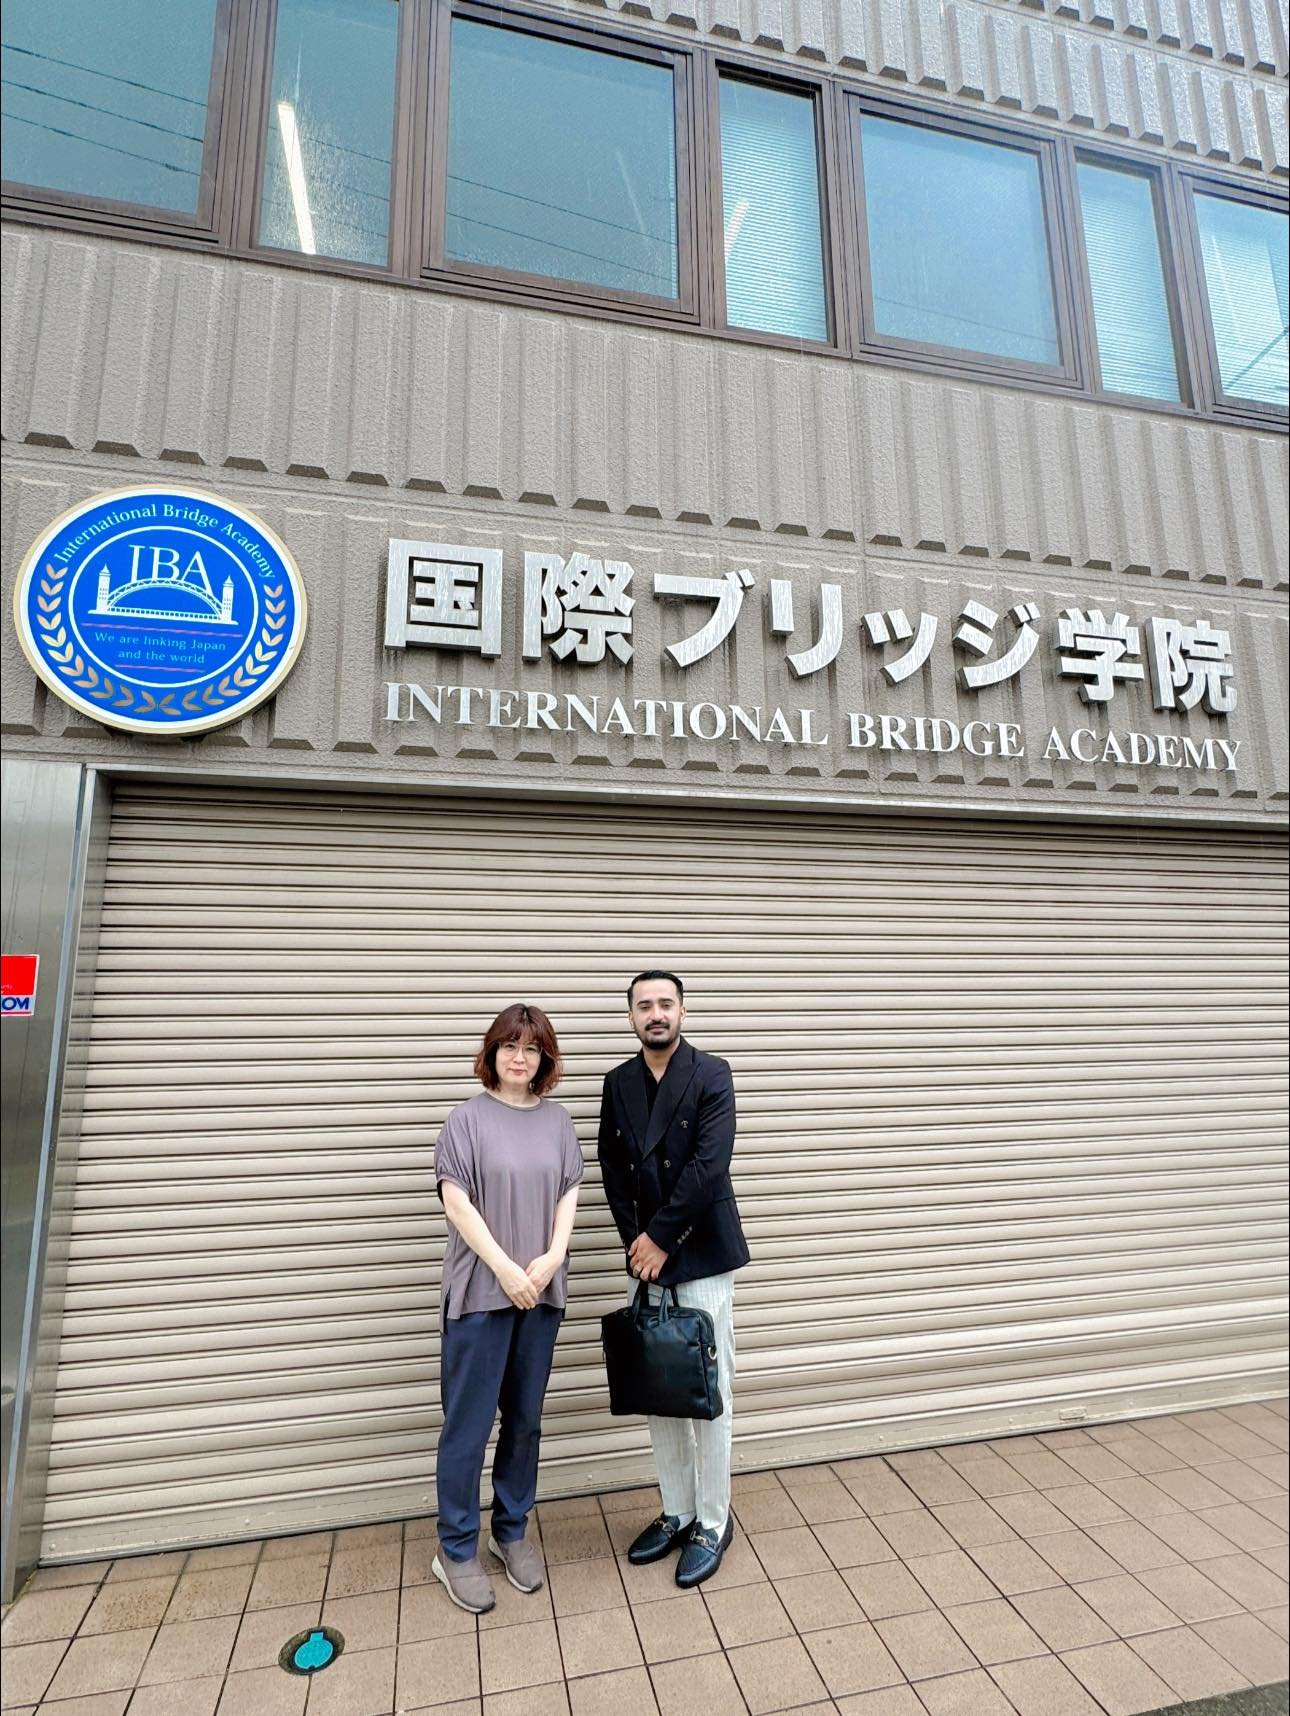 International Bridge Academy
IBA
We are linking Japan
and the world
国際ブリッジ学院
INTERNATIONAL BRIDGE ACADEMY
OM